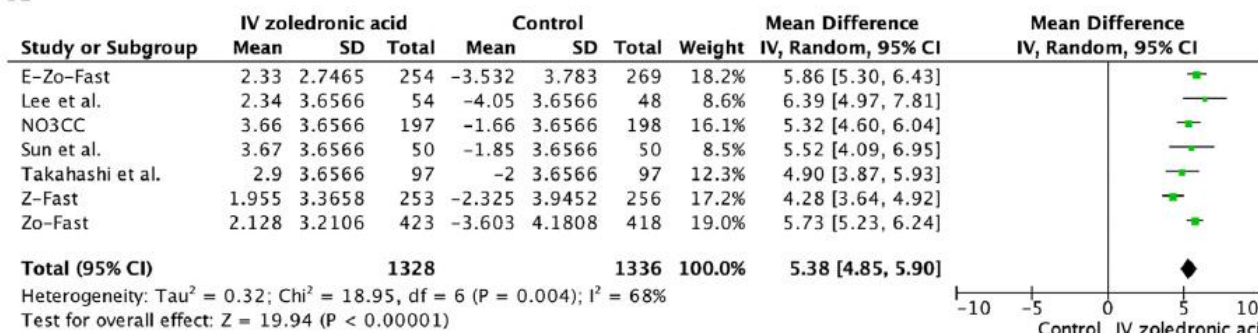 IV zoledronic acid Control Mean Difference Mean Difference
Study or Subgroup Mean SD Total Mean SD Total Weight IV, Random, 95% CI IV, Random, 95% CI
E-Zo-Fast 2.33 2.7465 254 -3.532 3.783 269 18.2% 5.86 [5.30, 6.43]
Lee et al. 2.34 3.6566 54 -4.05 3.6566 48 8.6% 6.39 [4.97, 7.81]
NO3CC 3.66 3.6566 197 -1.66 3.6566 198 16.1% 5.32 [4.60, 6.04]
Sun et al. 3.67 3.6566 50 -1.85 3.6566 50 8.5% 5.52 [4.09, 6.95]
Takahashi et al. 2.9 3.6566 97 -2 3.6566 97 12.3% 4.90 [3.87, 5.93]
Z-Fast 1.955 3.3658 253 -2.325 3.9452 256 17.2% 4.28 [3.64, 4.92]
Zo-Fast 2.128 3.2106 423 -3.603 4.1808 418 19.0% 5.73 [5.23, 6.24]
Total (95% CI) 1328 1336 100.0% 5.38 [4.85, 5.90]
Heterogeneity: Tau² = 0.32; Chi² = 18.95, df = 6 (P = 0.004); I² = 68%
Test for overall effect: Z = 19.94 (P < 0.00001)
-10 -5 0 5 10
Control IV zoledronic